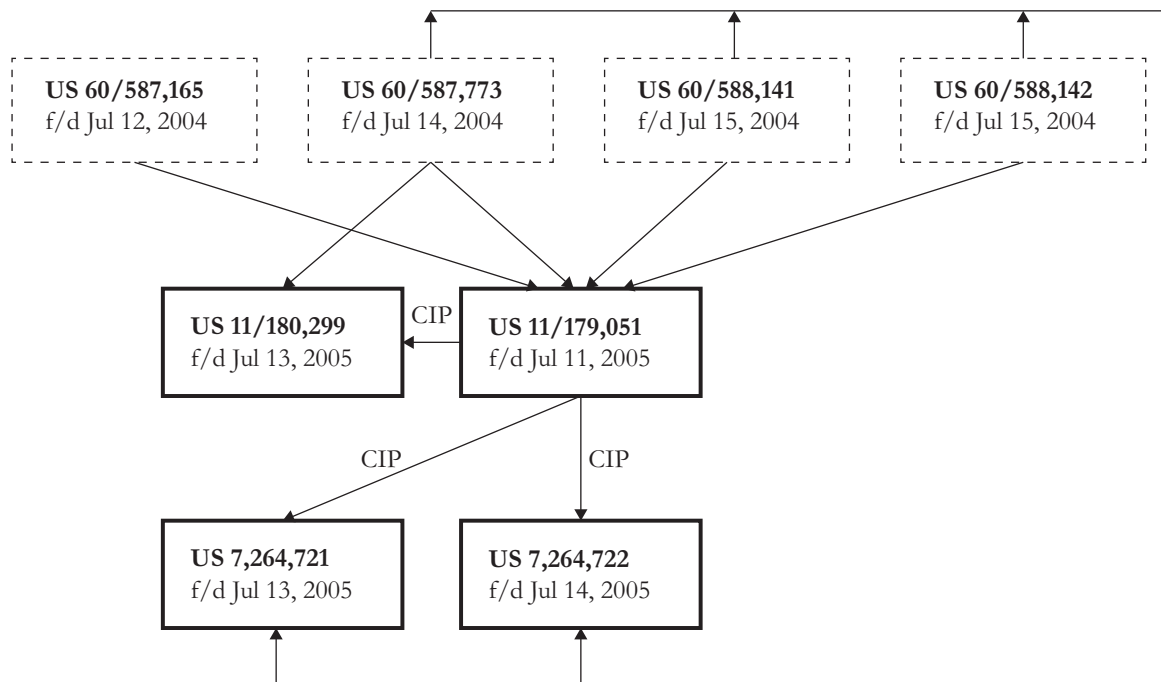 US 60/587,165
f/d Jul 12, 2004
US 60/587,773
f/d Jul 14, 2004
US 60/588,141
f/d Jul 15, 2004
US 60/588,142
f/d Jul 15, 2004
US 11/180,299
f/d Jul 13, 2005
CIP
US 11/179,051
f/d Jul 11, 2005
CIP
CIP
US 7,264,721
f/d Jul 13, 2005
US 7,264,722
f/d Jul 14, 2005